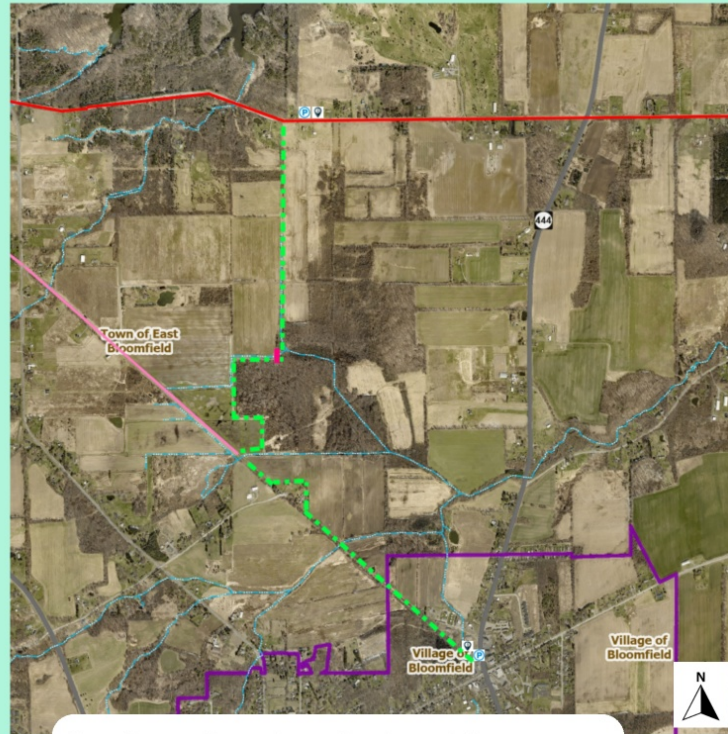 P
444
Town of East
Bloomfield
Village of
Bloomfield
P
Village of
Bloomfield
N